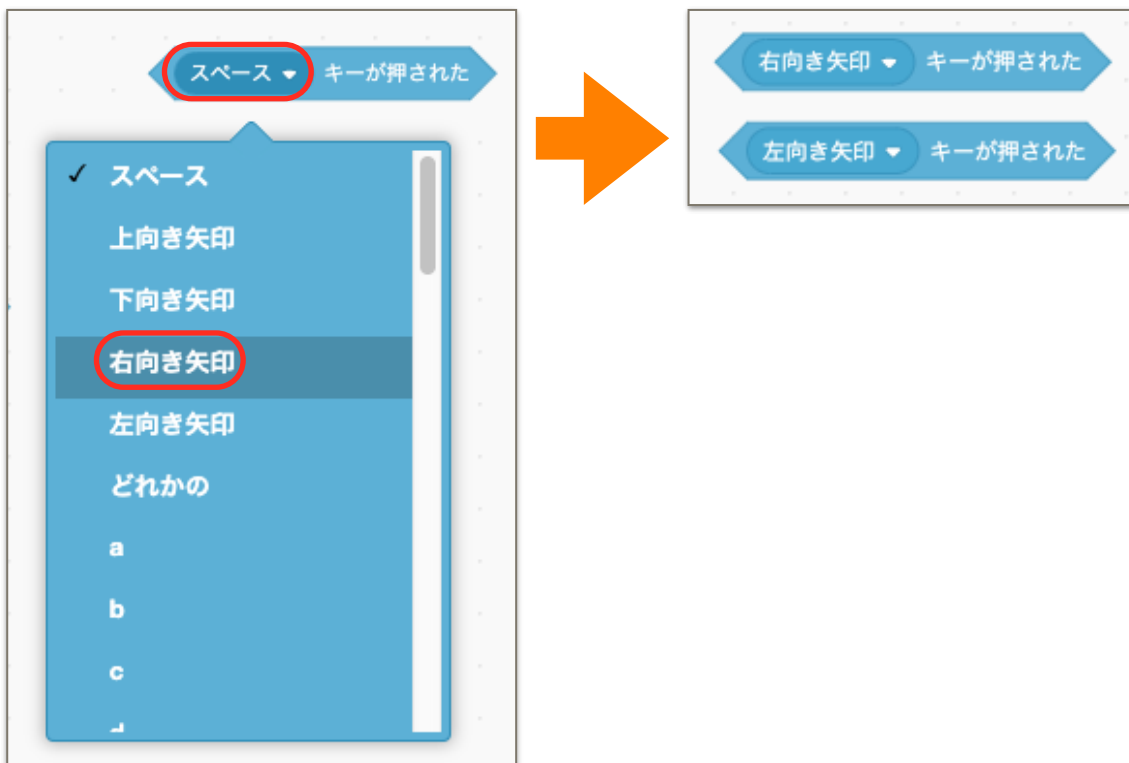 スペース キーが押された
✓ スペース
上向き矢印
下向き矢印
右向き矢印
左向き矢印
どれかの
a
b
c
右向き矢印 キーが押された
左向き矢印 キーが押された